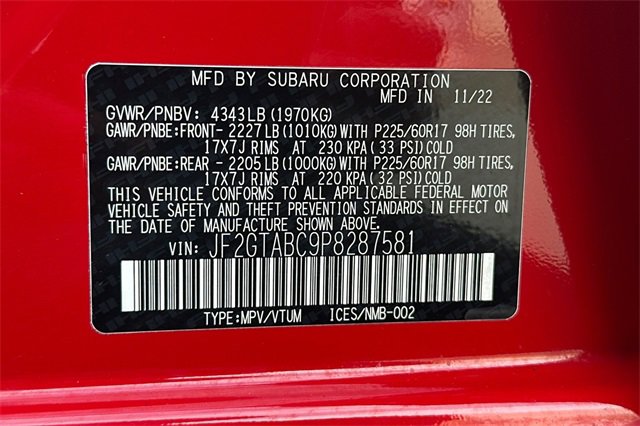 MFD BY SUBARU CORPORATION
MFD IN 11/22
GVWR/PNBV: 4343LB(1970KG)
GAWR/PNBE:FRONT- 2227LB(1010KG)WITH P225/60R17 98H TIRES,
17X7J RIMS AT 230 KPA( 33 PSI)COLD
GAWR/PNBE:REAR - 2205LB(1000KG)WITH P225/60R17 98H TIRES,
17X7J RIMS AT 220 KPA( 32 PSI)COLD
THIS VEHICLE CONFORMS TO ALL APPLICABLE FEDERAL MOTOR
VEHICLE SAFETY AND THEFT PREVENTION STANDARDS IN EFFECT ON
THE DATE OF MANUFACTURE SHOWN ABOVE.
VIN: JF2GTABC9P8287581
TYPE:MPV/VTUM ICES/NMB-002